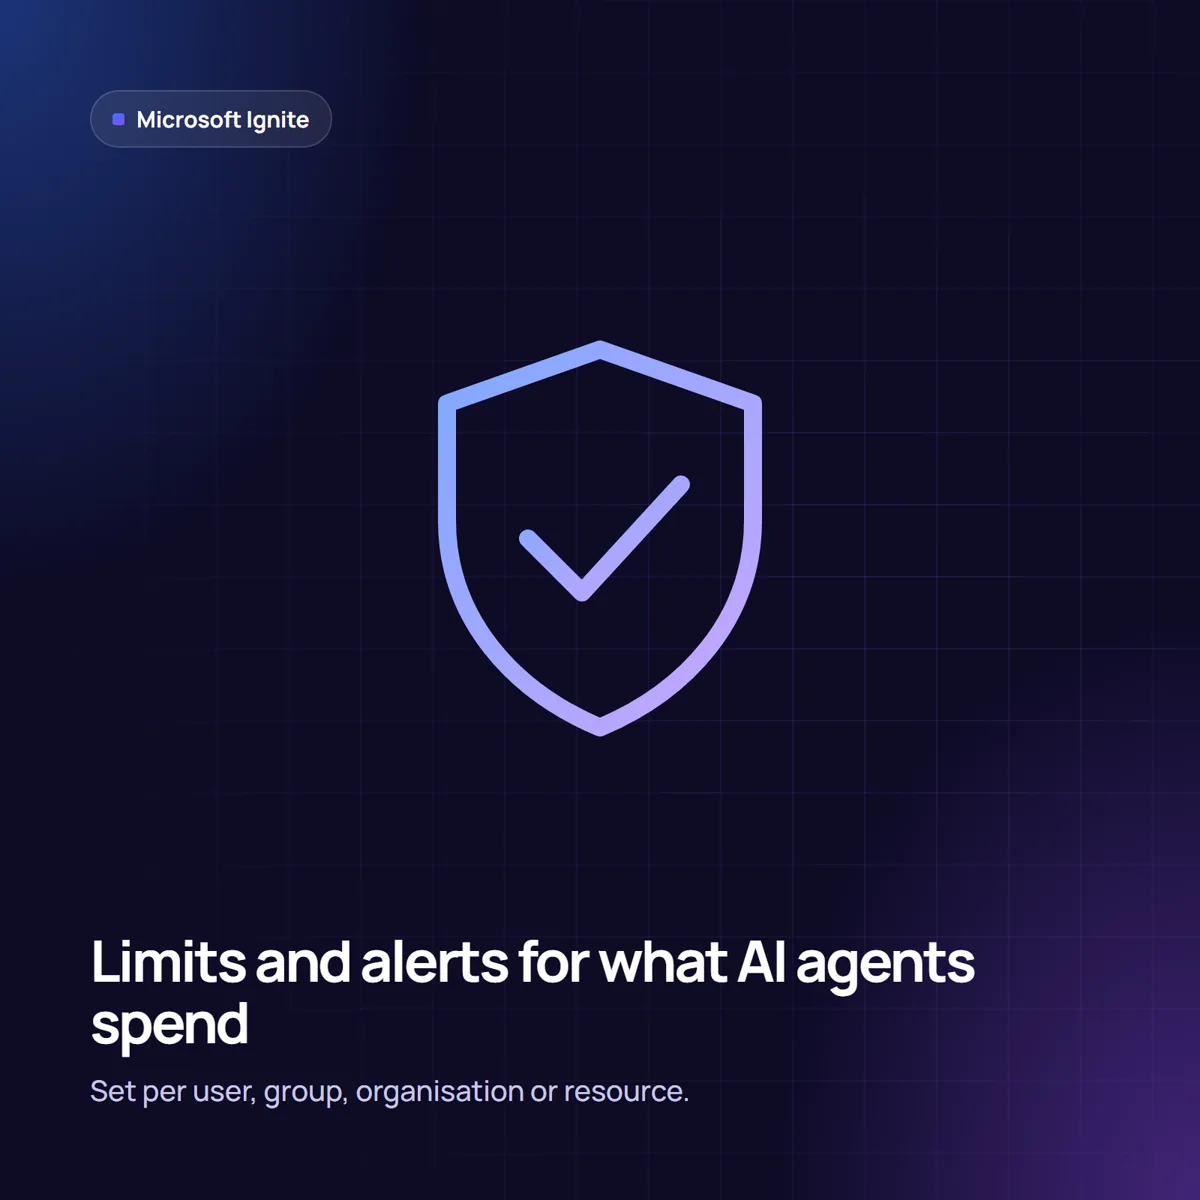 Microsoft Ignite
Limits and alerts for what AI agents
spend
Set per user, group, organisation or resource.